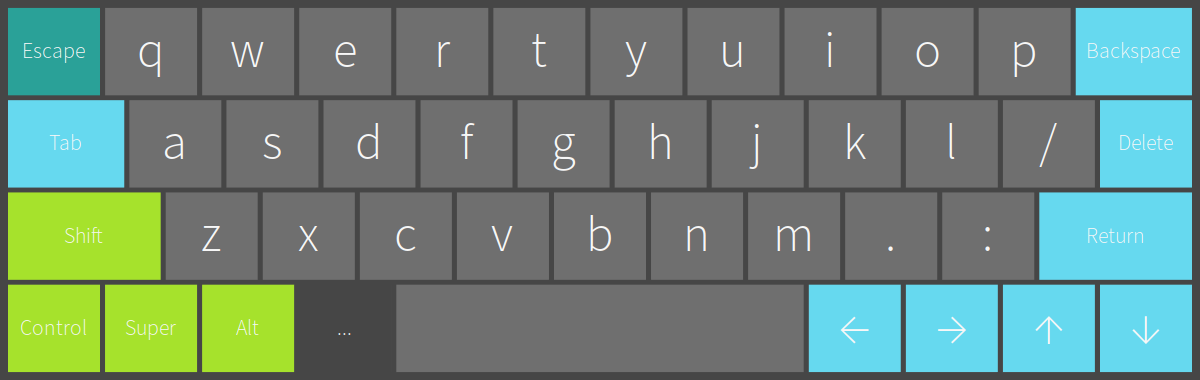 Escape q w e r t y u i o p Backspace
Tab a s d f g h j k l / Delete
Shift z x c v b n m . : Return
Control Super Alt ... ← → ↑ ↓